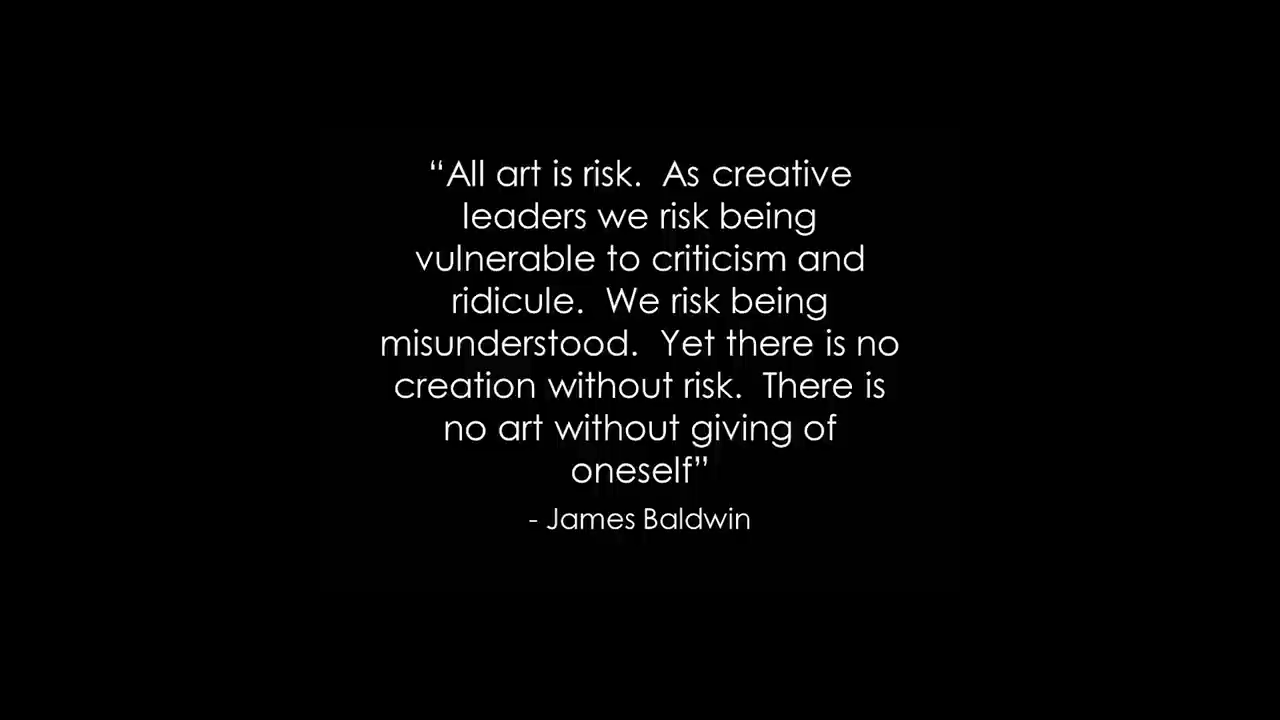 “All art is risk.  As creative
leaders we risk being
vulnerable to criticism and
ridicule.  We risk being
misunderstood.  Yet there is no
creation without risk.  There is
no art without giving of
oneself”
- James Baldwin